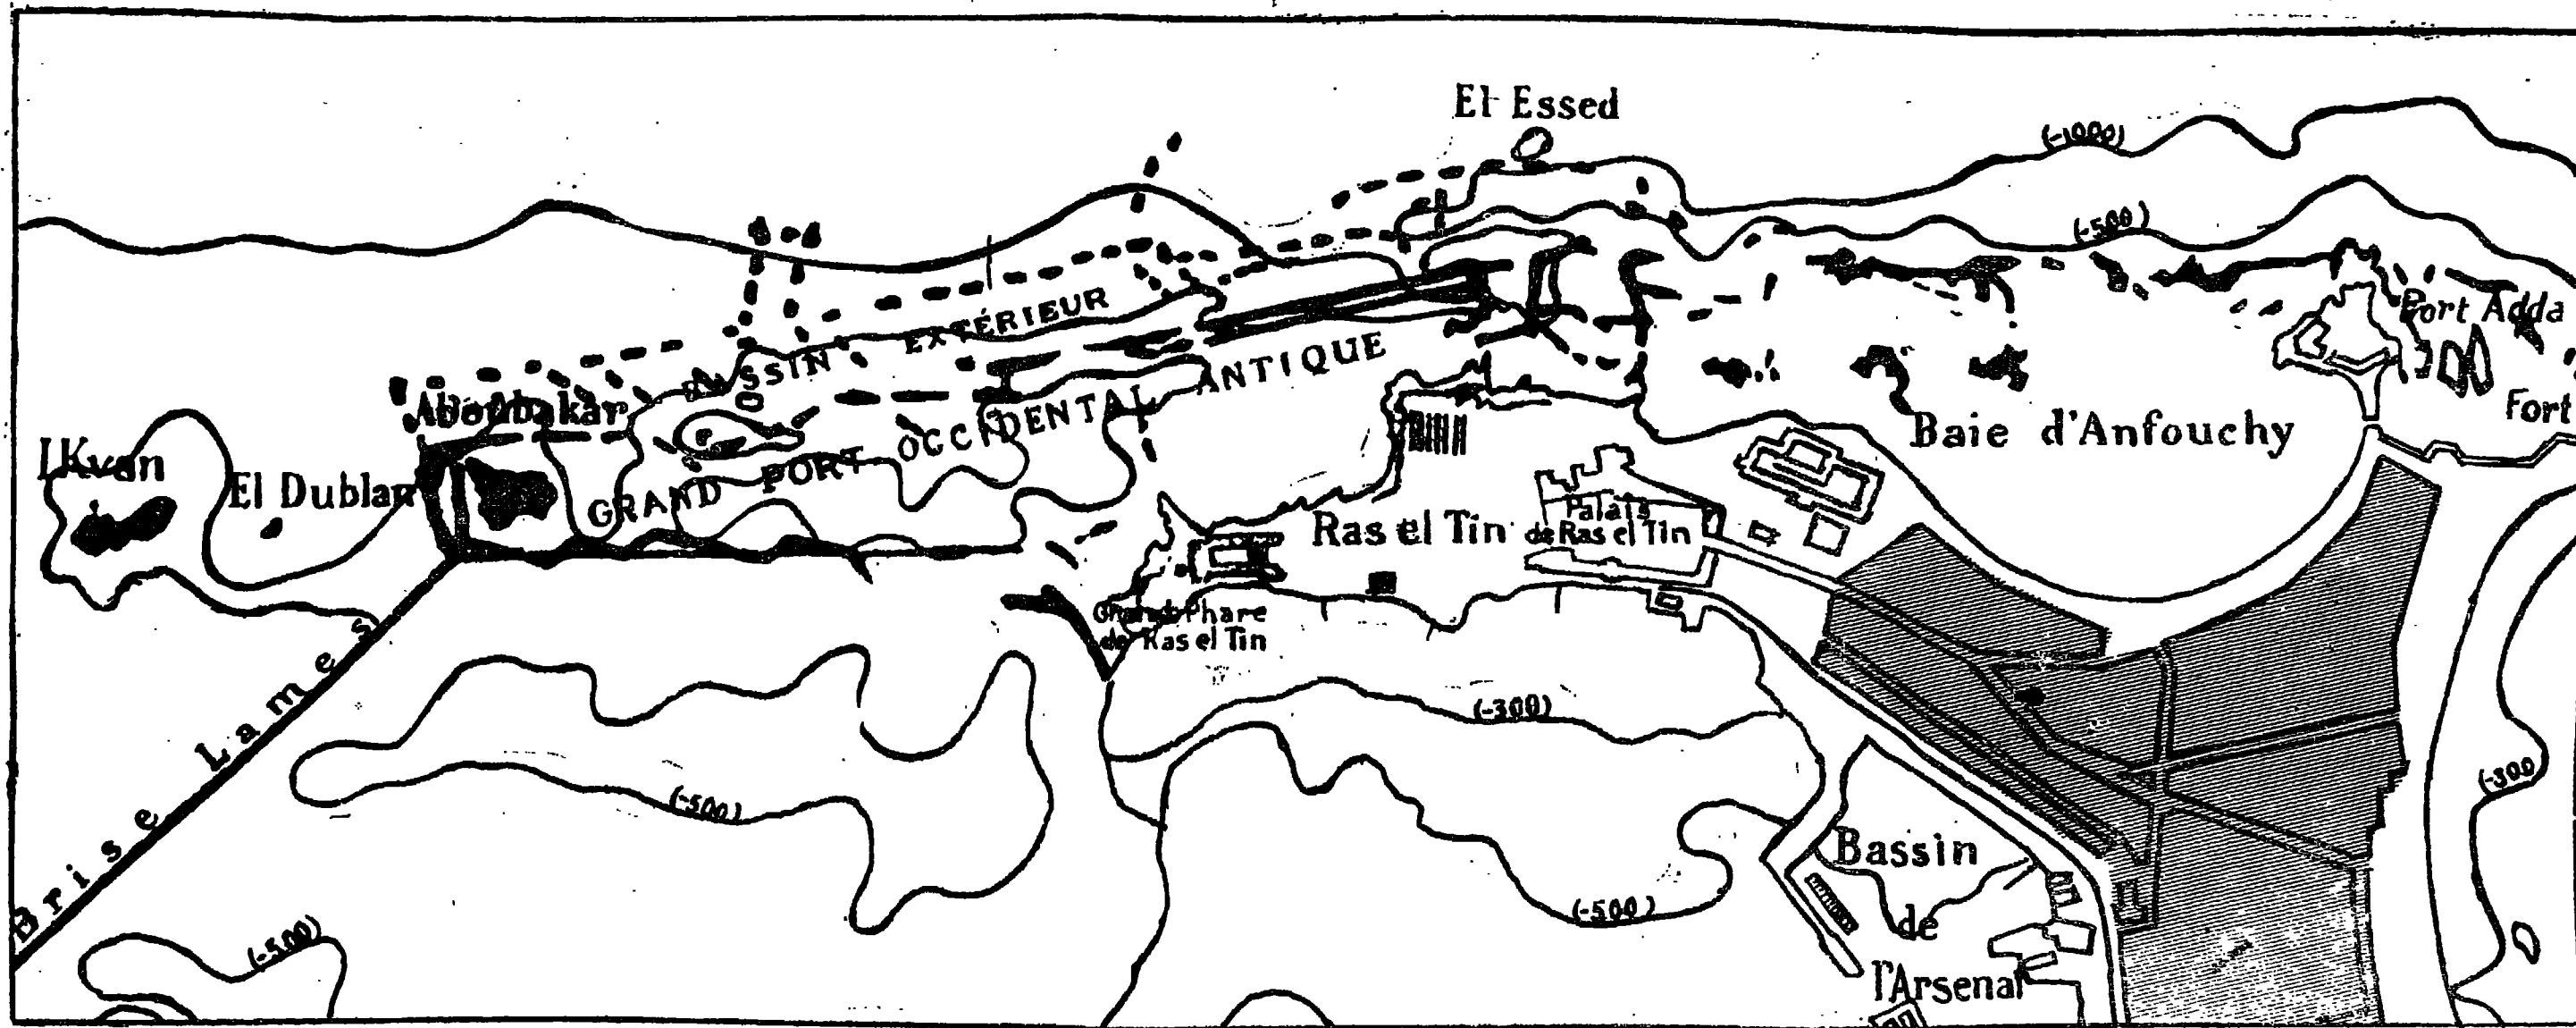 El Essed
(-1000)
(-500)
Port Adda
Fort
BASSIN EXTÉRIEUR
GRAND PORT OCCIDENTAL ANTIQUE
Aboubakar
I Kvan
El Dublan
Baie d'Anfouchy
Ras el Tin
Palais
de Ras el Tin
Grand Phare
de Ras el Tin
Brise Lames
(-300)
(-300)
(-500)
(-500)
(-500)
Bassin
de
l'Arsenal